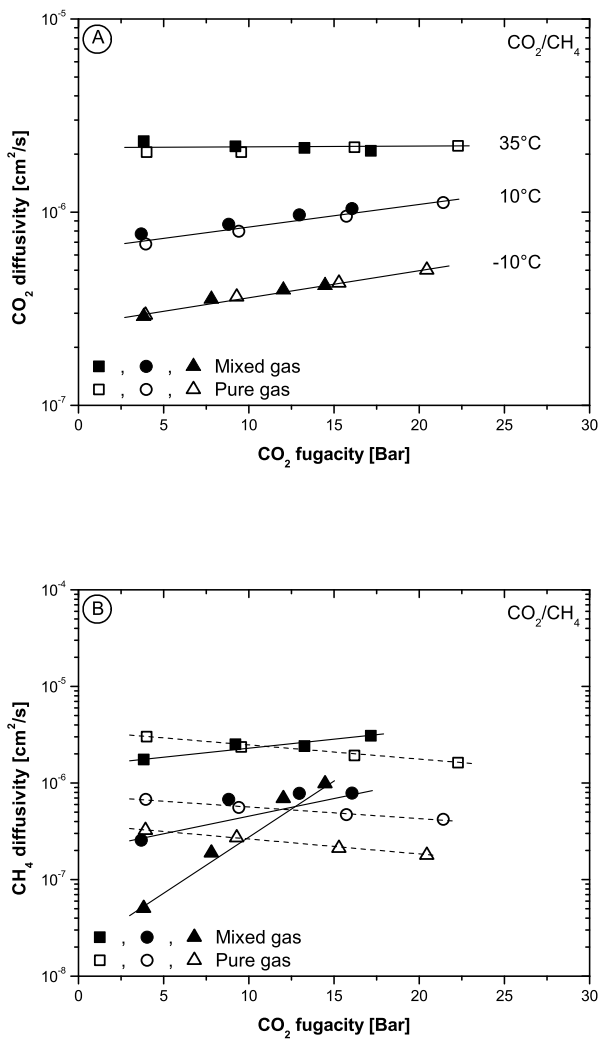 10⁻⁵
A
CO₂/CH₄
35°C
10⁻⁶
10°C
-10°C
CO₂ diffusivity [cm²/s]
, , Mixed gas
, , Pure gas
10⁻⁷
0 5 10 15 20 25 30
CO₂ fugacity [Bar]
10⁻⁴
B
CO₂/CH₄
10⁻⁵
10⁻⁶
CH₄ diffusivity [cm²/s]
10⁻⁷
, , Mixed gas
, , Pure gas
10⁻⁸
0 5 10 15 20 25 30
CO₂ fugacity [Bar]